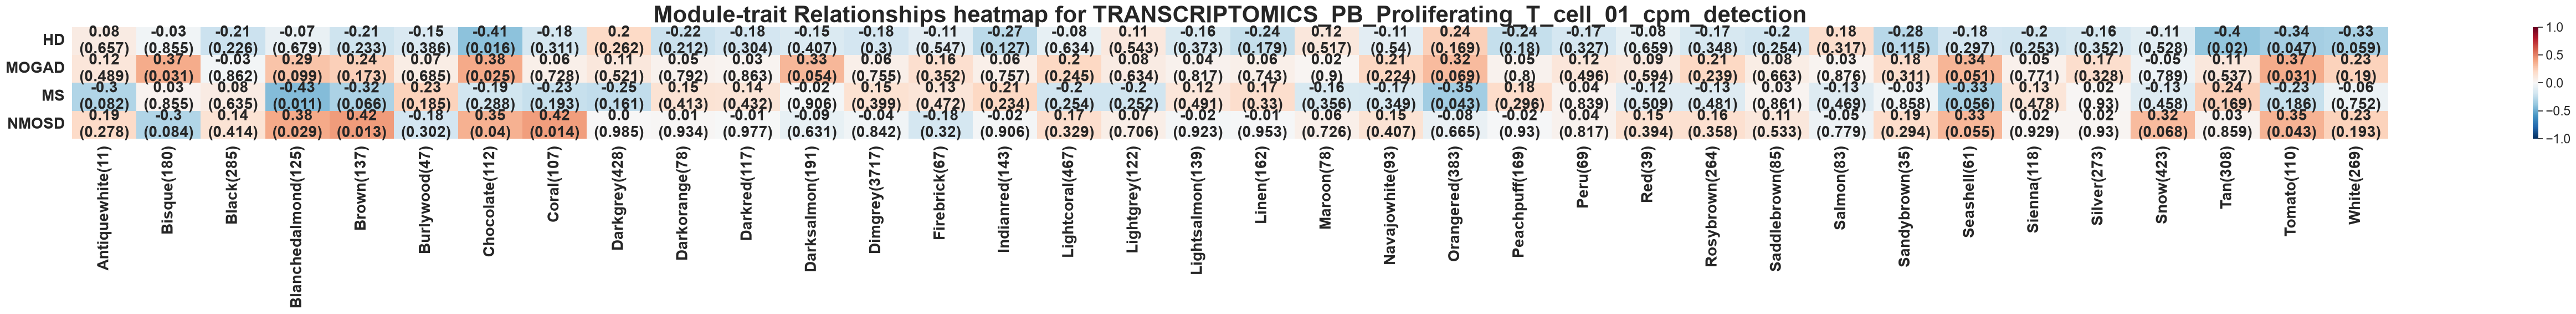 Module-trait Relationships heatmap for TRANSCRIPTOMICS_PB_Proliferating_T_cell_01_cpm_detection
HD 0.08 -0.03 -0.21 -0.07 -0.21 -0.15 -0.41 -0.18 0.2 -0.22 -0.18 -0.15 -0.18 -0.11 -0.27 -0.08 0.11 -0.16 -0.24 0.12 -0.11 0.24 -0.24 -0.17 -0.08 -0.17 -0.2 0.18 -0.28 -0.18 -0.2 -0.16 -0.11 -0.4 -0.34 -0.33
(0.657) (0.855) (0.226) (0.679) (0.233) (0.386) (0.016) (0.311) (0.262) (0.212) (0.304) (0.407) (0.3) (0.547) (0.127) (0.634) (0.543) (0.373) (0.179) (0.517) (0.54) (0.169) (0.18) (0.327) (0.659) (0.348) (0.254) (0.317) (0.115) (0.297) (0.253) (0.352) (0.528) (0.02) (0.047) (0.059)
MOGAD 0.12 0.37 -0.03 0.29 0.24 0.07 0.38 0.06 0.11 0.05 0.03 0.33 0.06 0.16 0.06 0.2 0.08 0.04 0.06 0.02 0.21 0.32 0.05 0.12 0.09 0.21 0.08 0.03 0.18 0.34 0.05 0.17 -0.05 0.11 0.37 0.23
(0.489) (0.031) (0.862) (0.099) (0.173) (0.685) (0.025) (0.728) (0.521) (0.792) (0.863) (0.054) (0.755) (0.352) (0.757) (0.245) (0.634) (0.817) (0.743) (0.9) (0.224) (0.069) (0.8) (0.496) (0.594) (0.239) (0.663) (0.876) (0.311) (0.051) (0.771) (0.328) (0.789) (0.537) (0.031) (0.19)
MS -0.3 0.03 0.08 -0.43 -0.32 0.23 -0.19 -0.23 -0.25 0.15 0.14 -0.02 0.15 0.13 0.21 -0.2 -0.2 0.12 0.17 -0.16 -0.17 -0.35 0.18 0.04 -0.12 -0.13 0.03 -0.13 -0.03 -0.33 0.13 0.02 -0.13 0.24 -0.23 -0.06
(0.082) (0.855) (0.635) (0.011) (0.066) (0.185) (0.288) (0.193) (0.161) (0.413) (0.432) (0.906) (0.399) (0.472) (0.234) (0.254) (0.252) (0.491) (0.33) (0.356) (0.349) (0.043) (0.296) (0.839) (0.509) (0.481) (0.861) (0.469) (0.858) (0.056) (0.478) (0.93) (0.458) (0.169) (0.186) (0.752)
NMOSD 0.19 -0.3 0.14 0.38 0.42 -0.18 0.35 0.42 0.0 0.01 -0.01 -0.09 -0.04 -0.18 -0.02 0.17 0.07 -0.02 -0.01 0.06 0.15 -0.08 -0.02 0.04 0.15 0.16 0.11 -0.05 0.19 0.33 0.02 0.02 0.32 0.03 0.35 0.23
(0.278) (0.084) (0.414) (0.029) (0.013) (0.302) (0.04) (0.014) (0.985) (0.934) (0.977) (0.631) (0.842) (0.32) (0.906) (0.329) (0.706) (0.923) (0.953) (0.726) (0.407) (0.665) (0.93) (0.817) (0.394) (0.358) (0.533) (0.779) (0.294) (0.055) (0.929) (0.93) (0.068) (0.859) (0.043) (0.193)
Antiquewhite(11)
Bisque(180)
Black(285)
Blanchedalmond(125)
Brown(137)
Burlywood(47)
Chocolate(112)
Coral(107)
Darkgrey(428)
Darkorange(78)
Darkred(117)
Darksalmon(191)
Dimgrey(3717)
Firebrick(67)
Indianred(143)
Lightcoral(467)
Lightgrey(122)
Lightsalmon(139)
Linen(162)
Maroon(78)
Navajowhite(93)
Orangered(383)
Peachpuff(169)
Peru(69)
Red(39)
Rosybrown(264)
Saddlebrown(85)
Salmon(83)
Sandybrown(35)
Seashell(61)
Sienna(118)
Silver(273)
Snow(423)
Tan(308)
Tomato(110)
White(269)
1.0
0.5
0.0
−0.5
−1.0